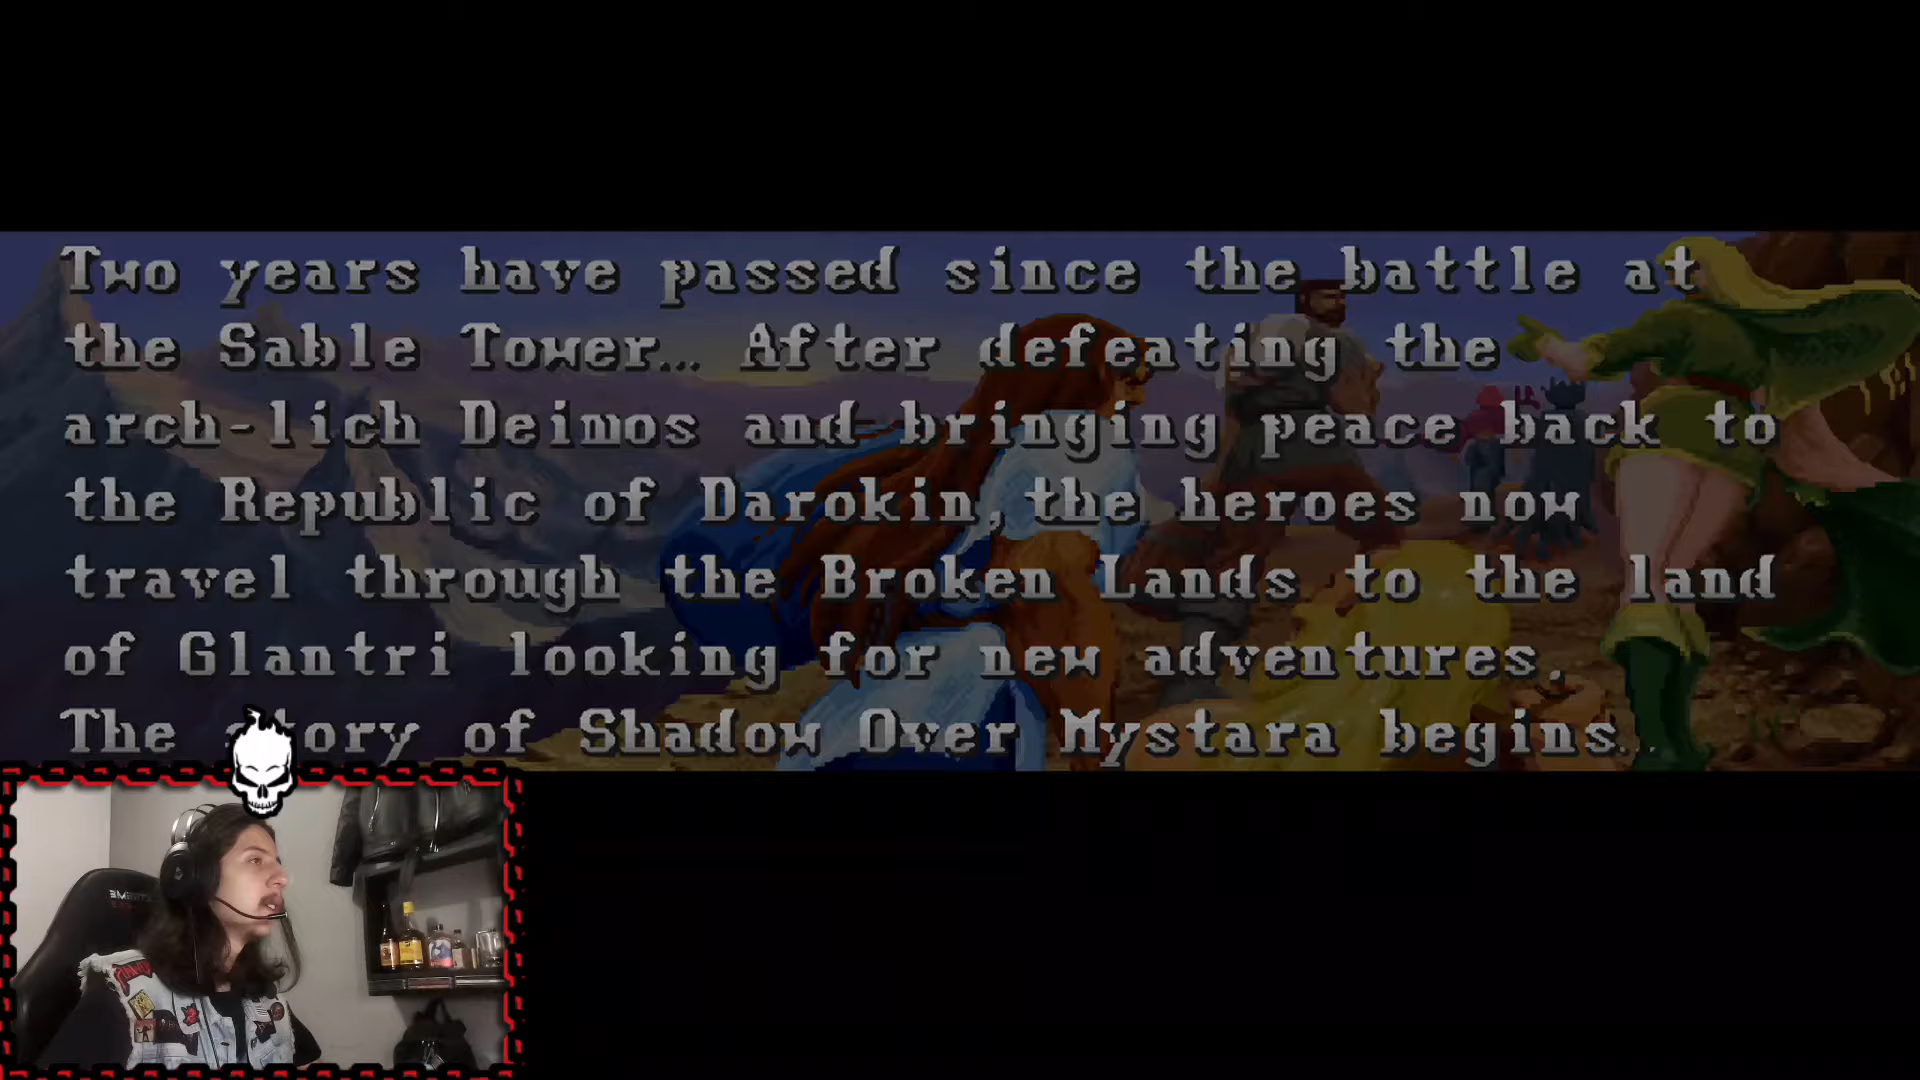 Two years have passed since the battle at
the Sable Tower... After defeating the
arch-lich Deimos and bringing peace back to
the Republic of Darokin, the heroes now
travel through the Broken Lands to the land
of Glantri looking for new adventures.
The story of Shadow Over Mystara begins...